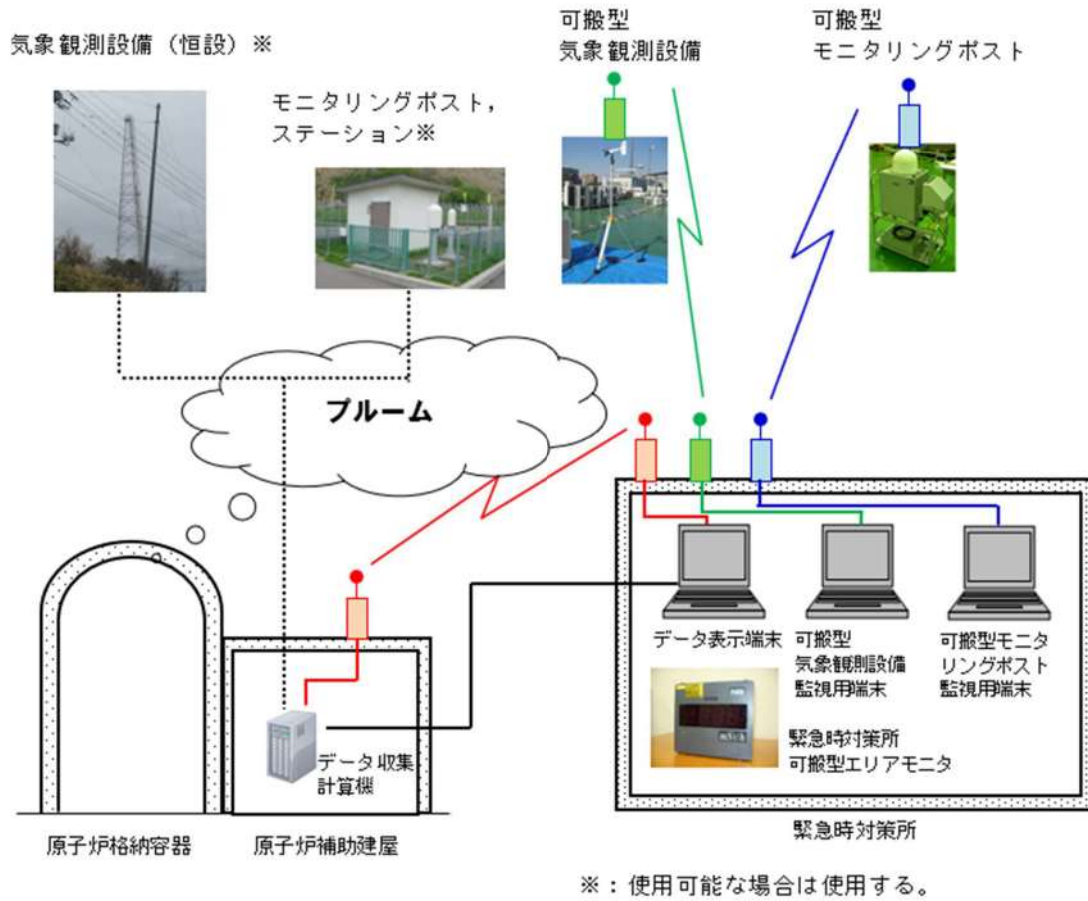 気象観測設備（恒設）※
モニタリングポスト，
ステーション※
可搬型
気象観測設備
可搬型
モニタリングポスト
プルーム
データ表示端末
可搬型
気象観測設備
監視用端末
可搬型モニタ
リングポスト
監視用端末
緊急時対策所
可搬型エリアモニタ
データ収集
計算機
原子炉格納容器
原子炉補助建屋
緊急時対策所
※：使用可能な場合は使用する。